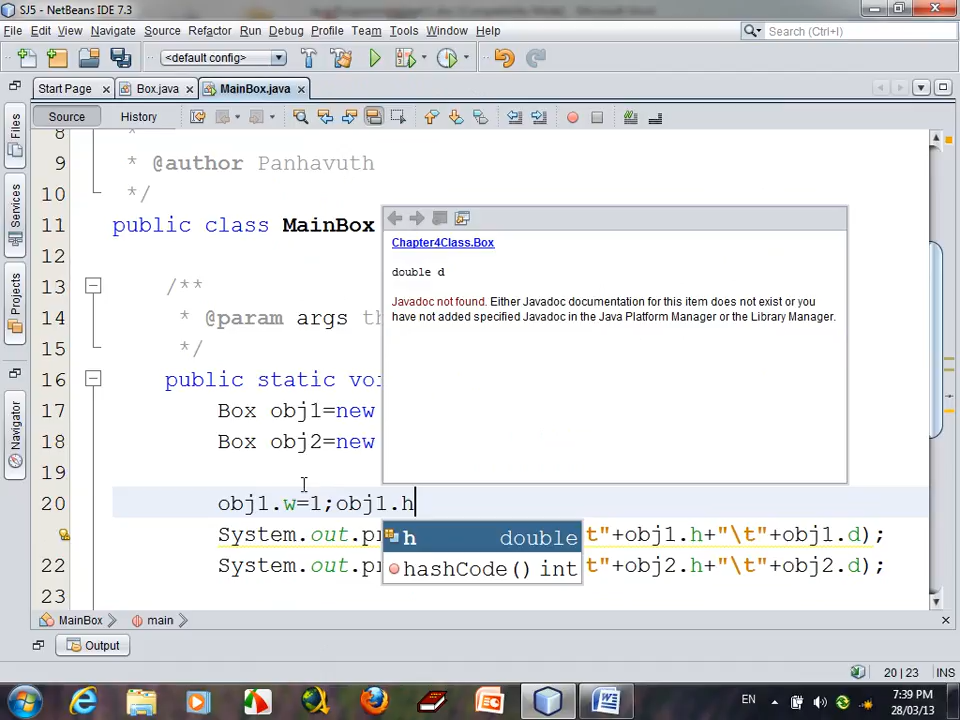 SJ5 - NetBeans IDE 7.3
File Edit View Navigate Source Refactor Run Debug Profile Team Tools Window Help
Search (Ctrl+I)
<default config>
Start Page Box.java MainBox.java
Source History
Files
Services
Projects
Navigator
8 *
9 * @author Panhavuth
10 */
11 public class MainBox
12
13 /**
14 * @param args th
15 */
16 public static voi
17 Box obj1=new
18 Box obj2=new
20 obj1.w=1;obj1.h
System.out.pr t"+obj1.h+"\t"+obj1.d);
22 System.out.pr t"+obj2.h+"\t"+obj2.d);
23
Chapter4Class.Box
double d
Javadoc not found. Either Javadoc documentation for this item does not exist or you
have not added specified Javadoc in the Java Platform Manager or the Library Manager.
h double
hashCode() int
MainBox main
Output
20 | 23 INS
EN 7:39 PM
28/03/13